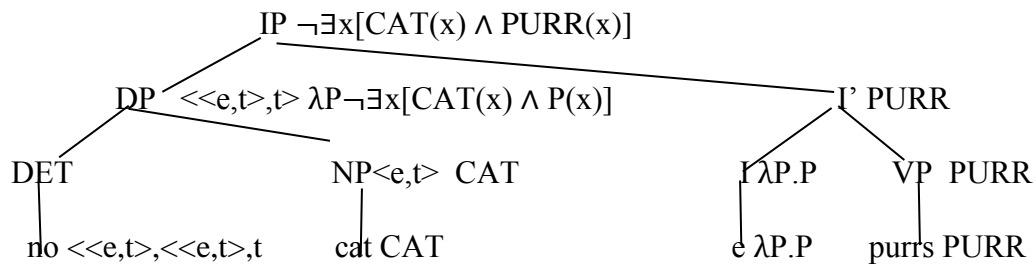 IP ¬∃x[CAT(x) ∧ PURR(x)]
DP <<e,t>,t> λP¬∃x[CAT(x) ∧ P(x)] I’ PURR
DET NP<e,t> CAT I λP.P VP PURR
no <<e,t>,<<e,t>,t cat CAT e λP.P purrs PURR